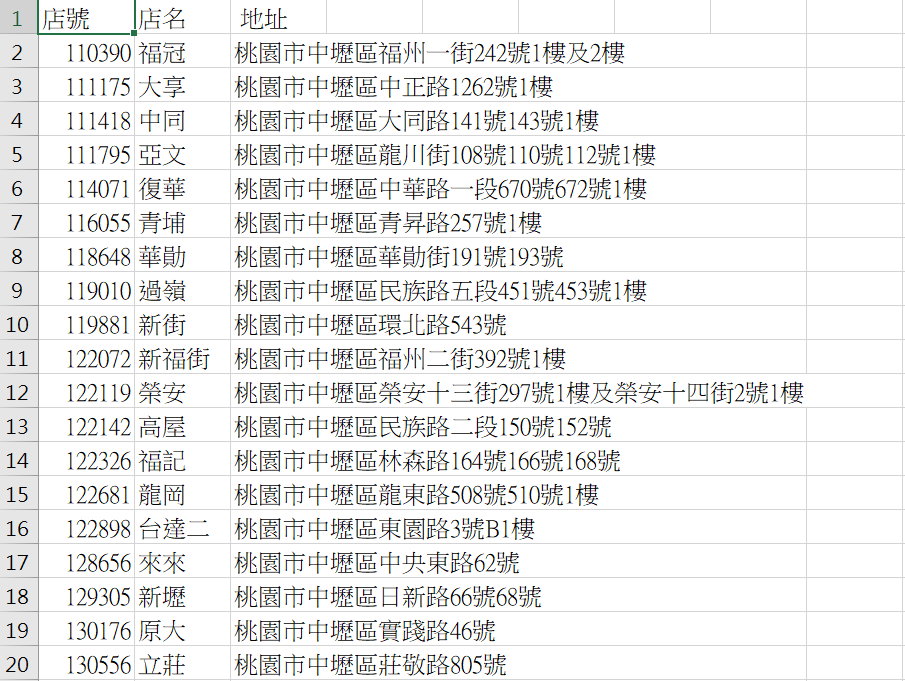 1 店號 店名 地址
2 110390 福冠 桃園市中壢區福州一街242號1樓及2樓
3 111175 大享 桃園市中壢區中正路1262號1樓
4 111418 中同 桃園市中壢區大同路141號143號1樓
5 111795 亞文 桃園市中壢區龍川街108號110號112號1樓
6 114071 復華 桃園市中壢區中華路一段670號672號1樓
7 116055 青埔 桃園市中壢區青昇路257號1樓
8 118648 華勛 桃園市中壢區華勛街191號193號
9 119010 過嶺 桃園市中壢區民族路五段451號453號1樓
10 119881 新街 桃園市中壢區環北路543號
11 122072 新福街 桃園市中壢區福州二街392號1樓
12 122119 榮安 桃園市中壢區榮安十三街297號1樓及榮安十四街2號1樓
13 122142 高屋 桃園市中壢區民族路二段150號152號
14 122326 福記 桃園市中壢區林森路164號166號168號
15 122681 龍岡 桃園市中壢區龍東路508號510號1樓
16 122898 台達二 桃園市中壢區東園路3號B1樓
17 128656 來來 桃園市中壢區中央東路62號
18 129305 新壢 桃園市中壢區日新路66號68號
19 130176 原大 桃園市中壢區實踐路46號
20 130556 立莊 桃園市中壢區莊敬路805號